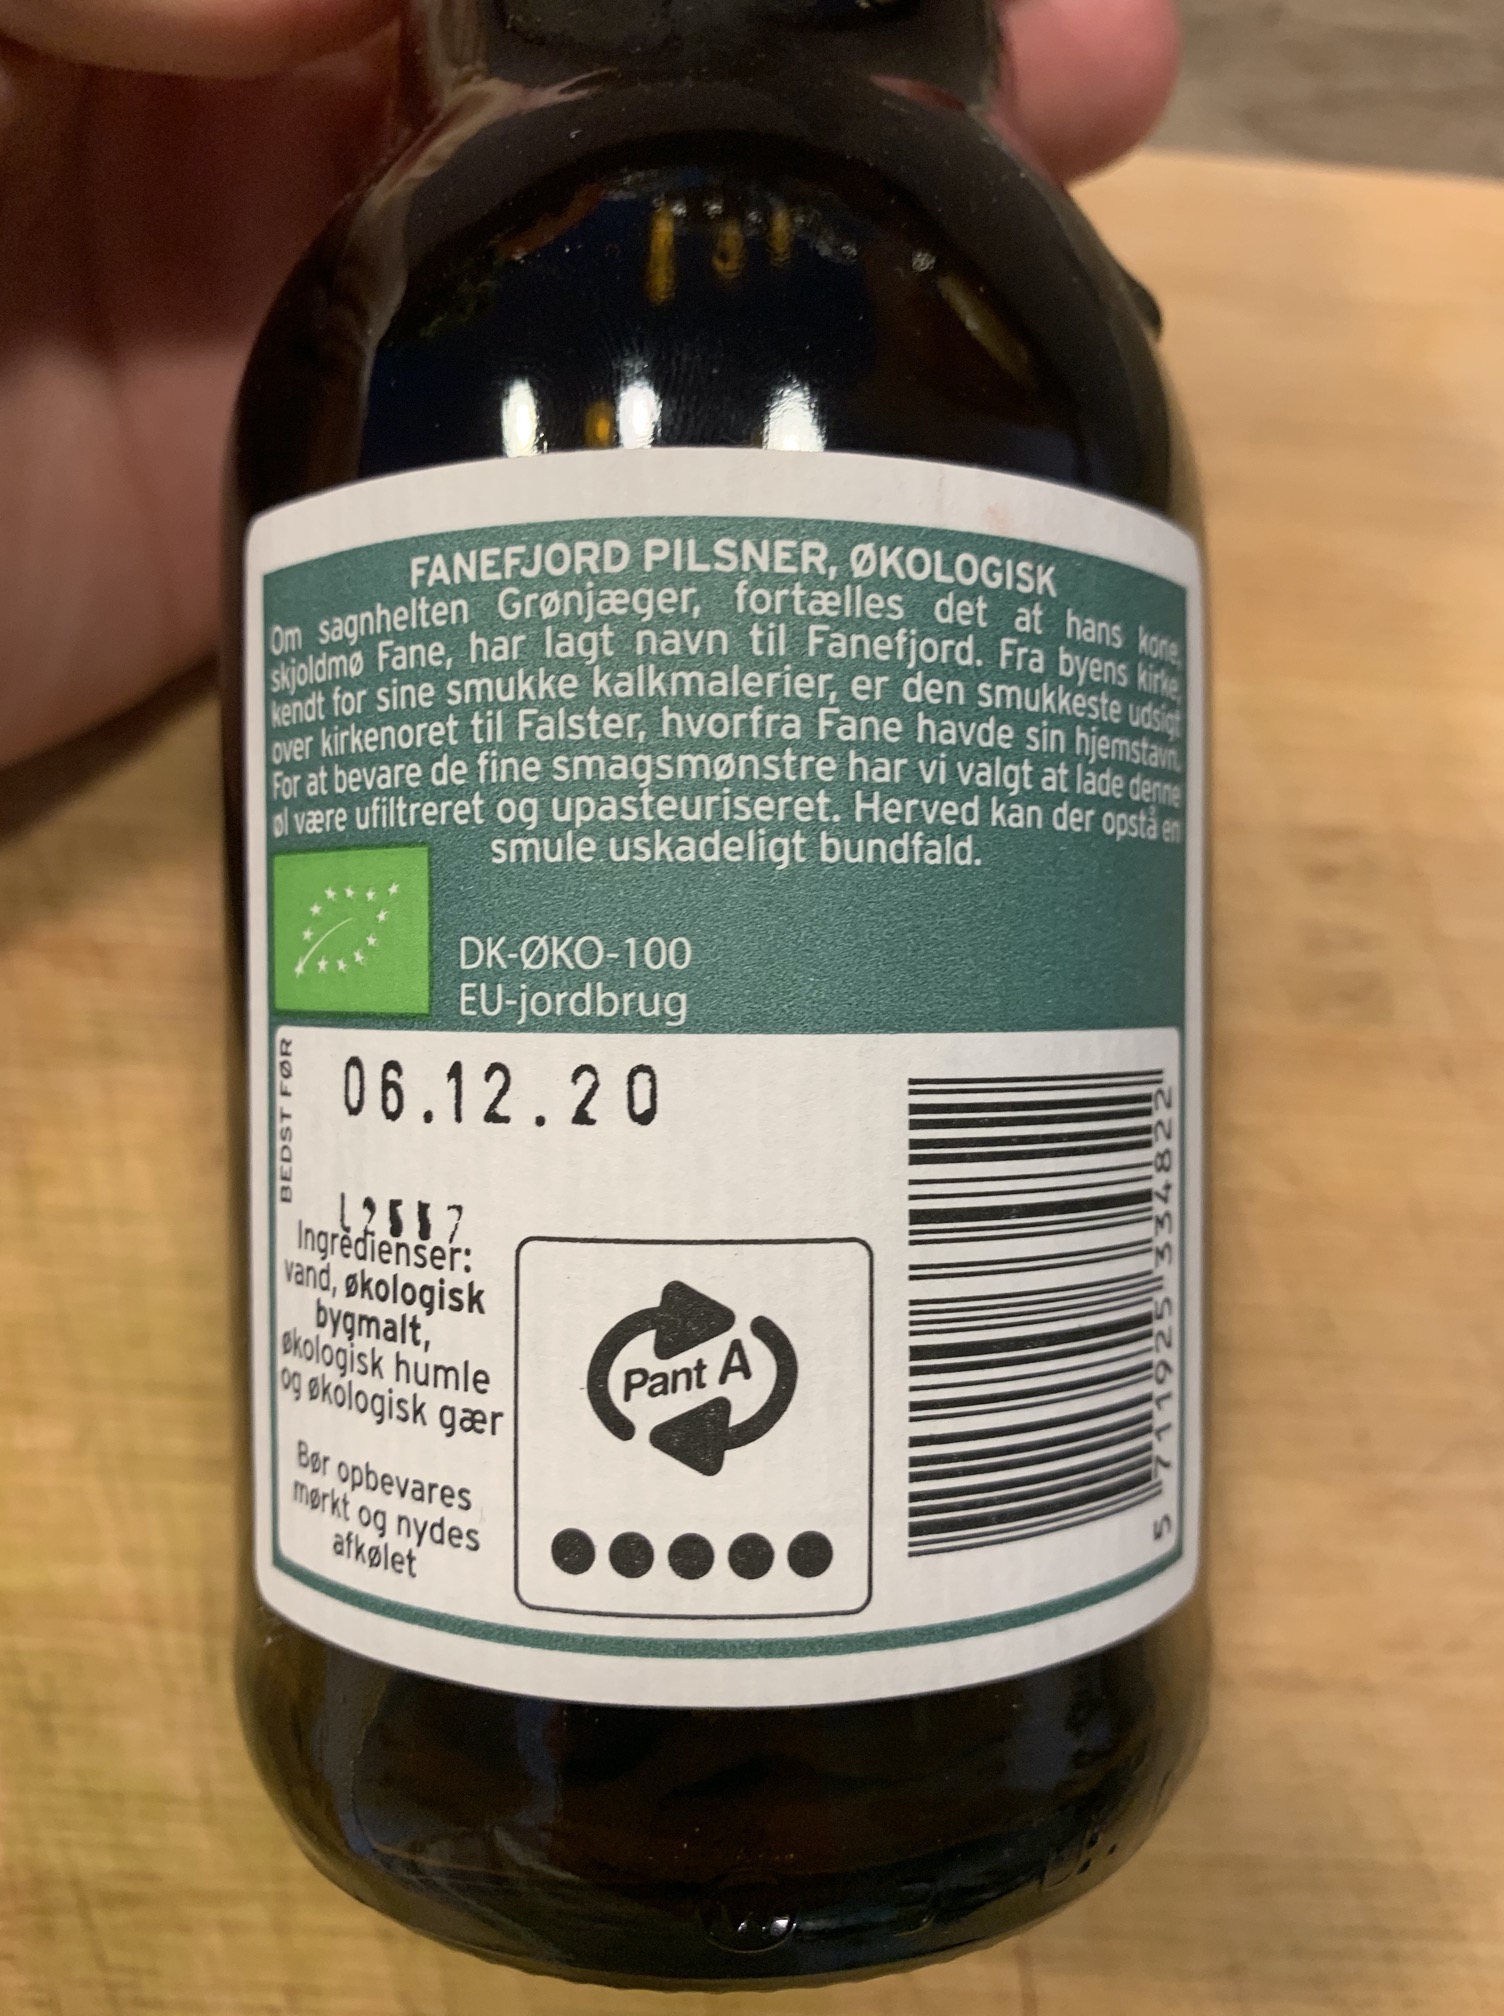 FANEFJORD PILSNER, ØKOLOGISK
Om sagnhelten Grønjæger, fortælles det at hans kone,
skjoldmø Fane, har lagt navn til Fanefjord. Fra byens kirke,
kendt for sine smukke kalkmalerier, er den smukkeste udsigt
over kirkenoret til Falster, hvorfra Fane havde sin hjemstavn.
For at bevare de fine smagsmønstre har vi valgt at lade denne
øl være ufiltreret og upasteuriseret. Herved kan der opstå en
smule uskadeligt bundfald.
DK-ØKO-100
EU-jordbrug
BEDST FØR
06.12.20
Ingredienser:
vand, økologisk
bygmalt,
økologisk humle
og økologisk gær
Bør opbevares
mørkt og nydes
afkølet
Pant A
5 711925 334822